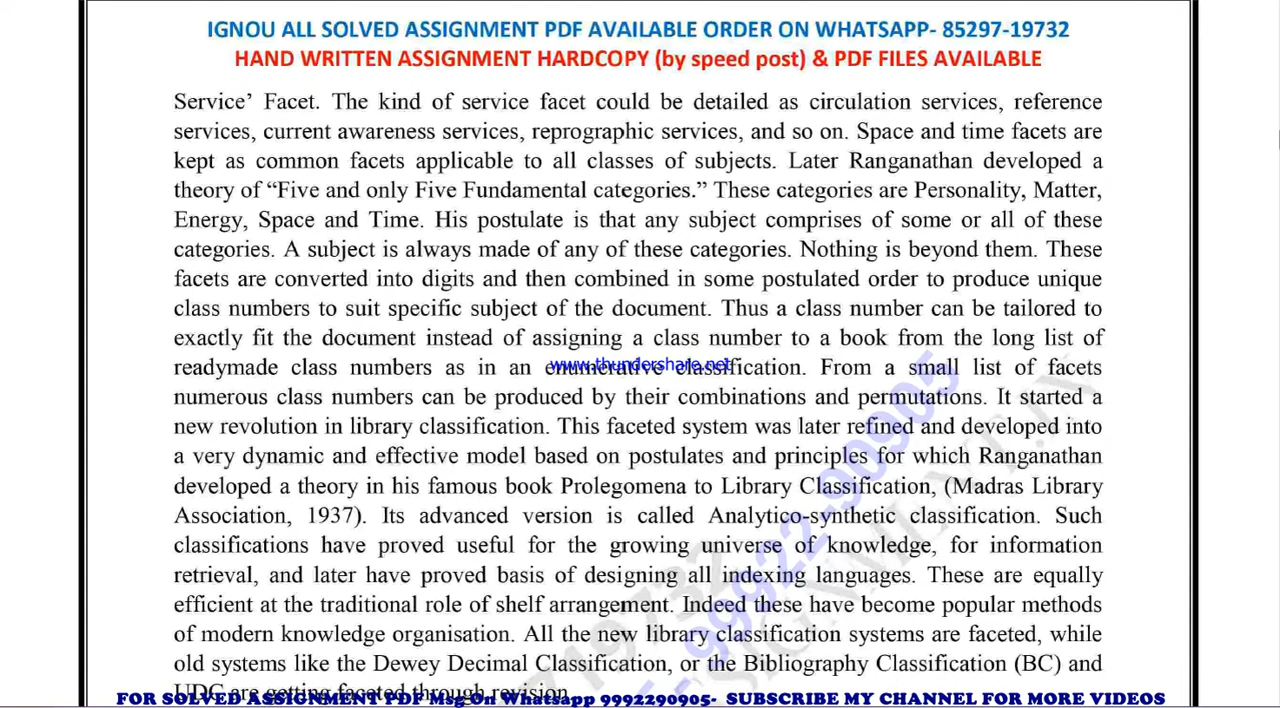 IGNOU ALL SOLVED ASSIGNMENT PDF AVAILABLE ORDER ON WHATSAPP- 85297-19732
HAND WRITTEN ASSIGNMENT HARDCOPY (by speed post) & PDF FILES AVAILABLE
Service’ Facet. The kind of service facet could be detailed as circulation services, reference
services, current awareness services, reprographic services, and so on. Space and time facets are
kept as common facets applicable to all classes of subjects. Later Ranganathan developed a
theory of “Five and only Five Fundamental categories.” These categories are Personality, Matter,
Energy, Space and Time. His postulate is that any subject comprises of some or all of these
categories. A subject is always made of any of these categories. Nothing is beyond them. These
facets are converted into digits and then combined in some postulated order to produce unique
class numbers to suit specific subject of the document. Thus a class number can be tailored to
exactly fit the document instead of assigning a class number to a book from the long list of
readymade class numbers as in an enumerative classification. From a small list of facets
www.thundershare.net
numerous class numbers can be produced by their combinations and permutations. It started a
new revolution in library classification. This faceted system was later refined and developed into
a very dynamic and effective model based on postulates and principles for which Ranganathan
developed a theory in his famous book Prolegomena to Library Classification, (Madras Library
Association, 1937). Its advanced version is called Analytico-synthetic classification. Such
classifications have proved useful for the growing universe of knowledge, for information
retrieval, and later have proved basis of designing all indexing languages. These are equally
efficient at the traditional role of shelf arrangement. Indeed these have become popular methods
of modern knowledge organisation. All the new library classification systems are faceted, while
old systems like the Dewey Decimal Classification, or the Bibliography Classification (BC) and
UDC are getting faceted through revision.
FOR SOLVED ASSIGNMENT PDF Msg On Whatsapp 9992290905- SUBSCRIBE MY CHANNEL FOR MORE VIDEOS